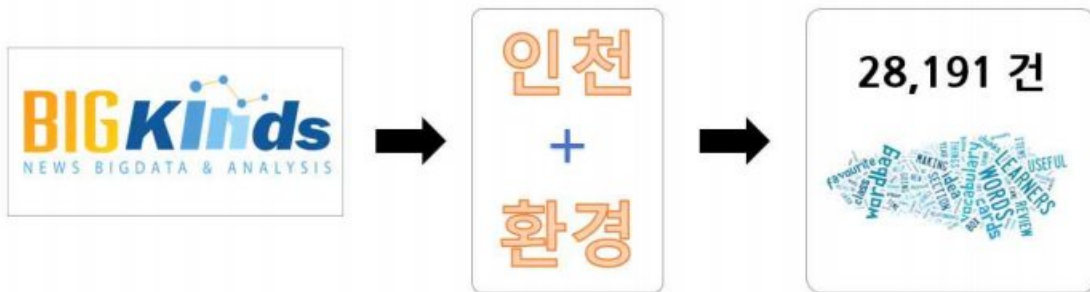 BIGKinds
NEWS BIGDATA & ANALYSIS
인천
+
환경
28,191 건
favourite
wordbag
class
MAKING
idea
SECTION
vocabulary
WORDS
cards
LEARNERS
REVIEW
USEFUL